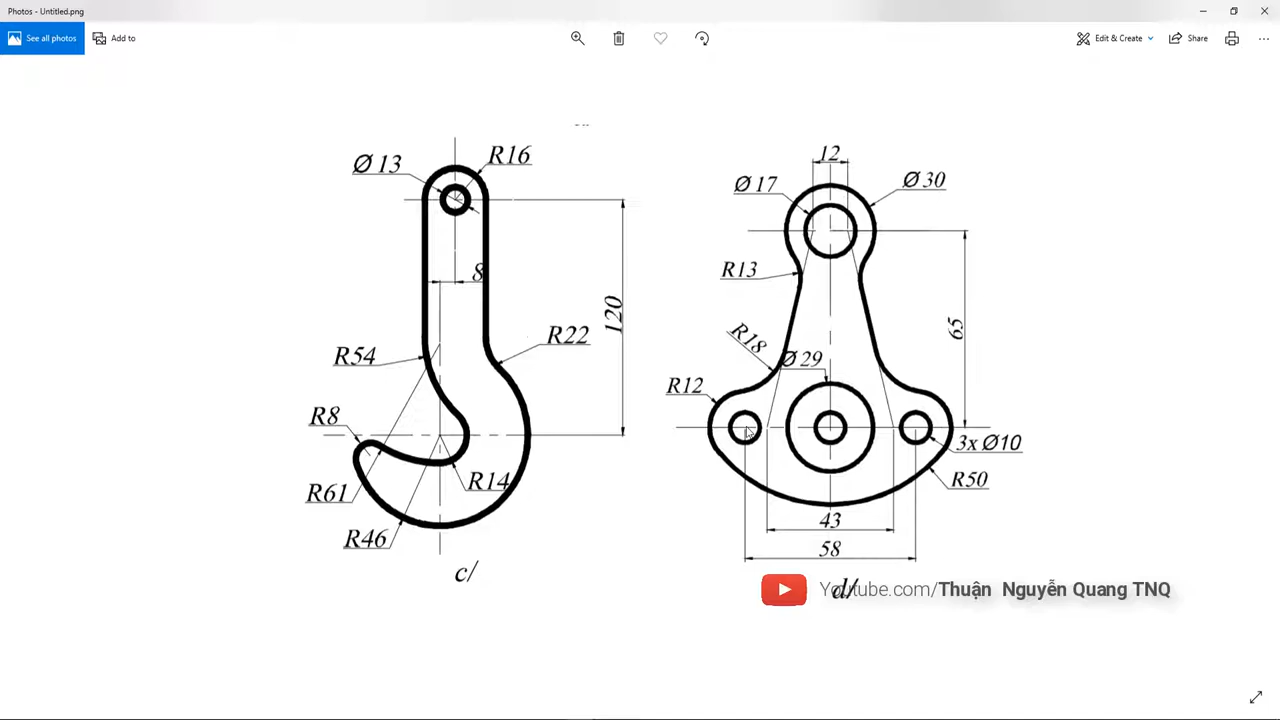 Photos - Untitled.png
See all photos
Add to
Edit & Create
Share
Ø 13
R16
8
120
R54
R22
R8
R61
R14
R46
c/
12
Ø 17
Ø 30
R13
65
R18
Ø 29
R12
3x Ø10
R50
43
58
d/
Youtube.com/Thuận Nguyễn Quang TNQ